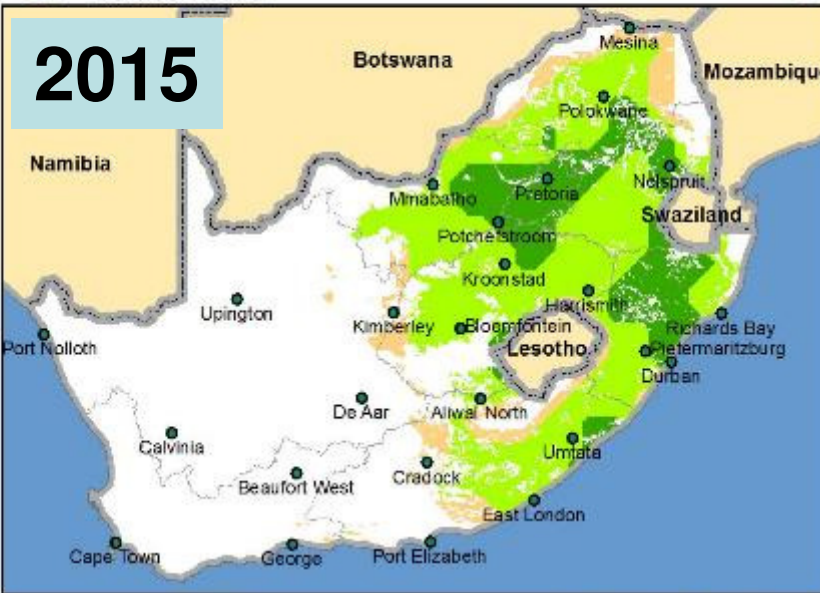 2015
Botswana
Mesina
Mozambiqu
Polokwane
Namibia
Nelspruit
Mmabatho
Pretoria
Swaziland
Potchefstroom
Kroonstad
Upington
Harrismith
Kimberley
Bloemfontein
Richards Bay
Port Nolloth
Lesotho
Pietermaritzburg
Durban
De Aar
Aliwal North
Calvinia
Umtata
Cradock
Beaufort West
East London
Cape Town
George
Port Elizabeth